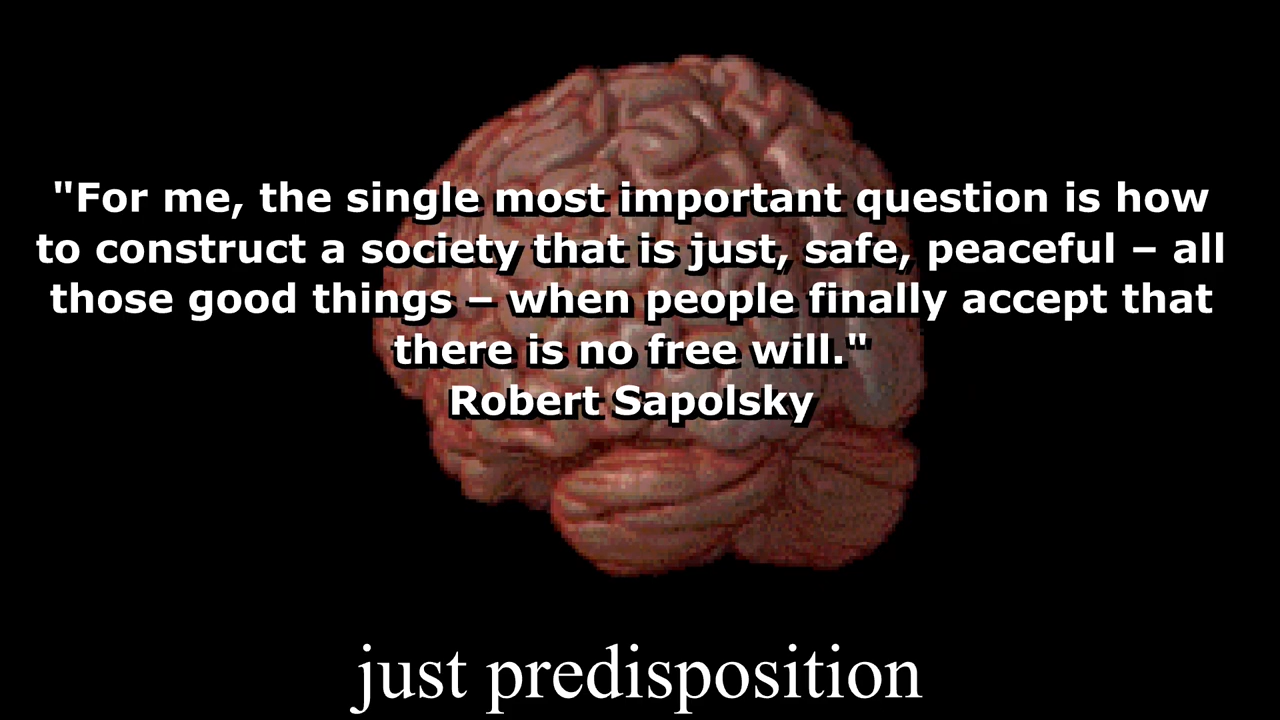 "For me, the single most important question is how
to construct a society that is just, safe, peaceful – all
those good things – when people finally accept that
there is no free will."
Robert Sapolsky
just predisposition